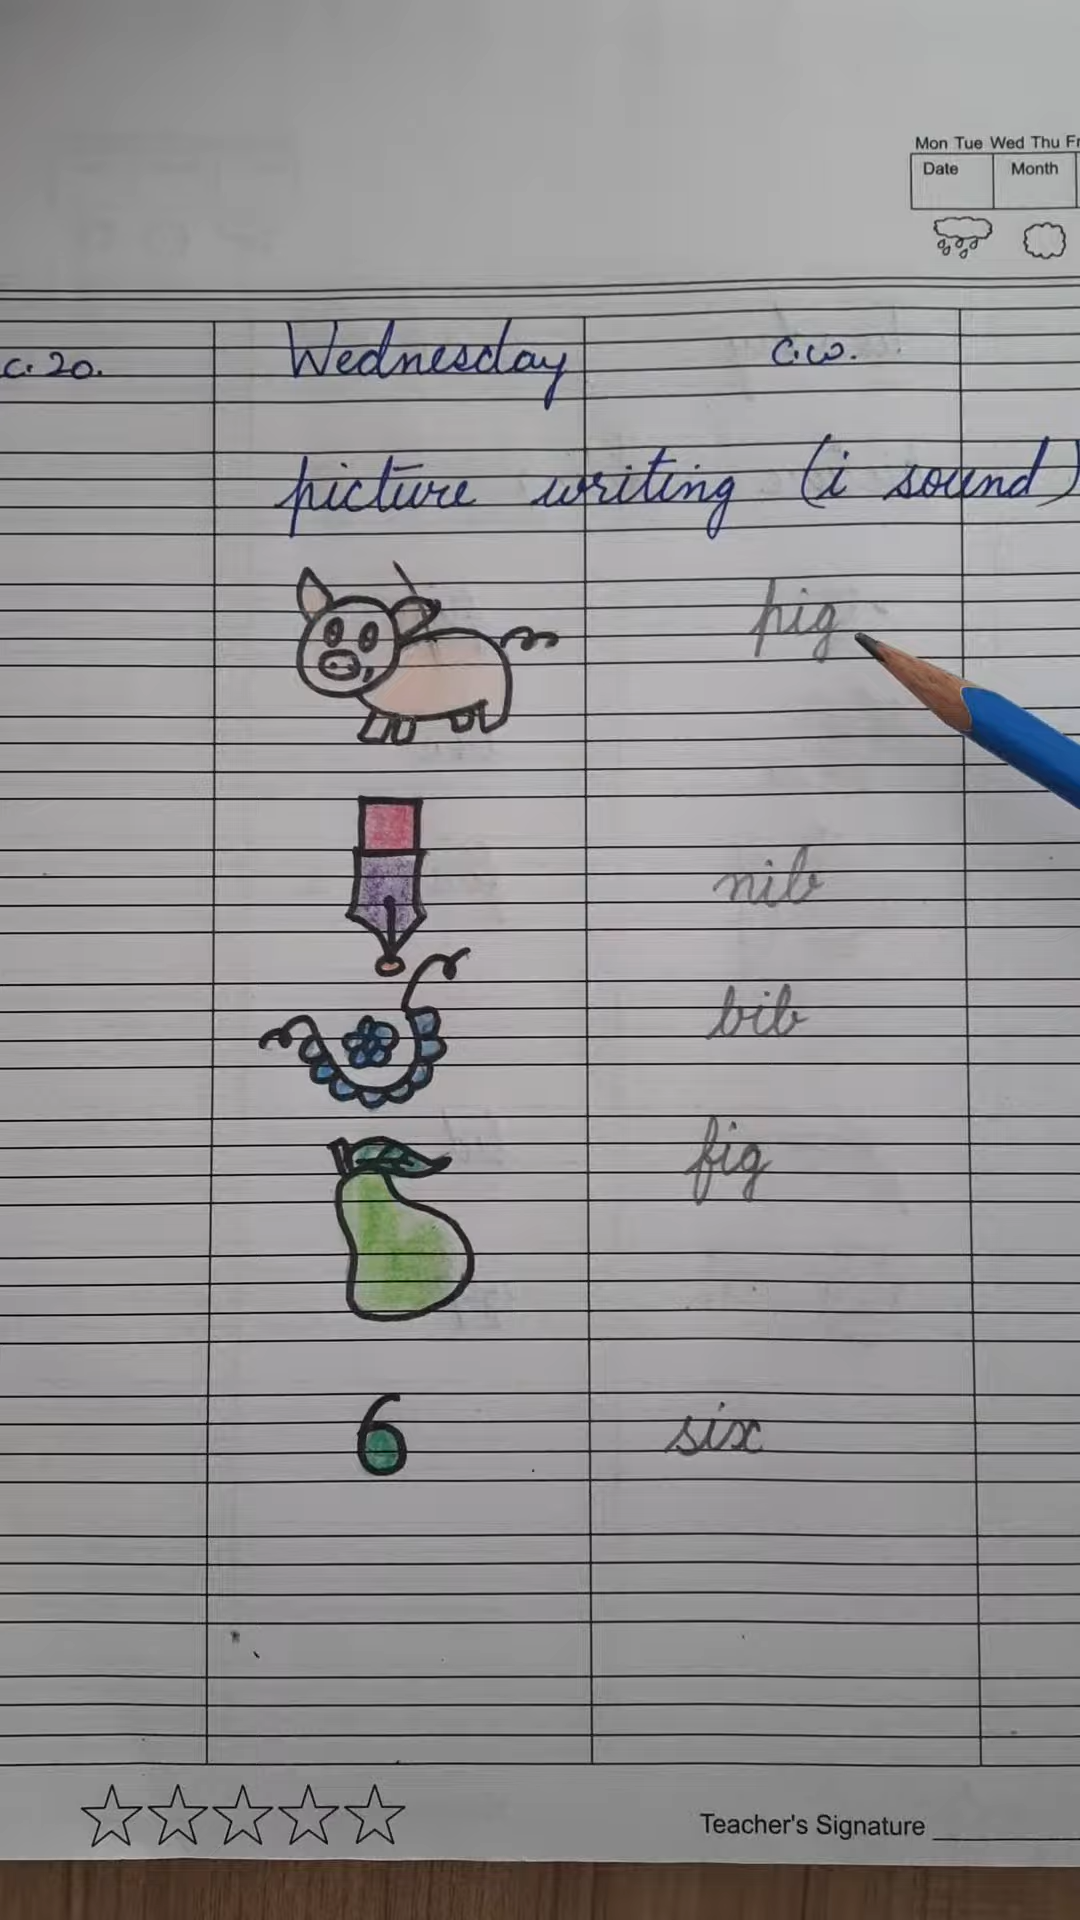 Mon Tue Wed Thu Fr
Date Month
c. 20. Wednesday c.w.
picture writing (i sound)
pig
nib
bib
fig
6 six
Teacher's Signature